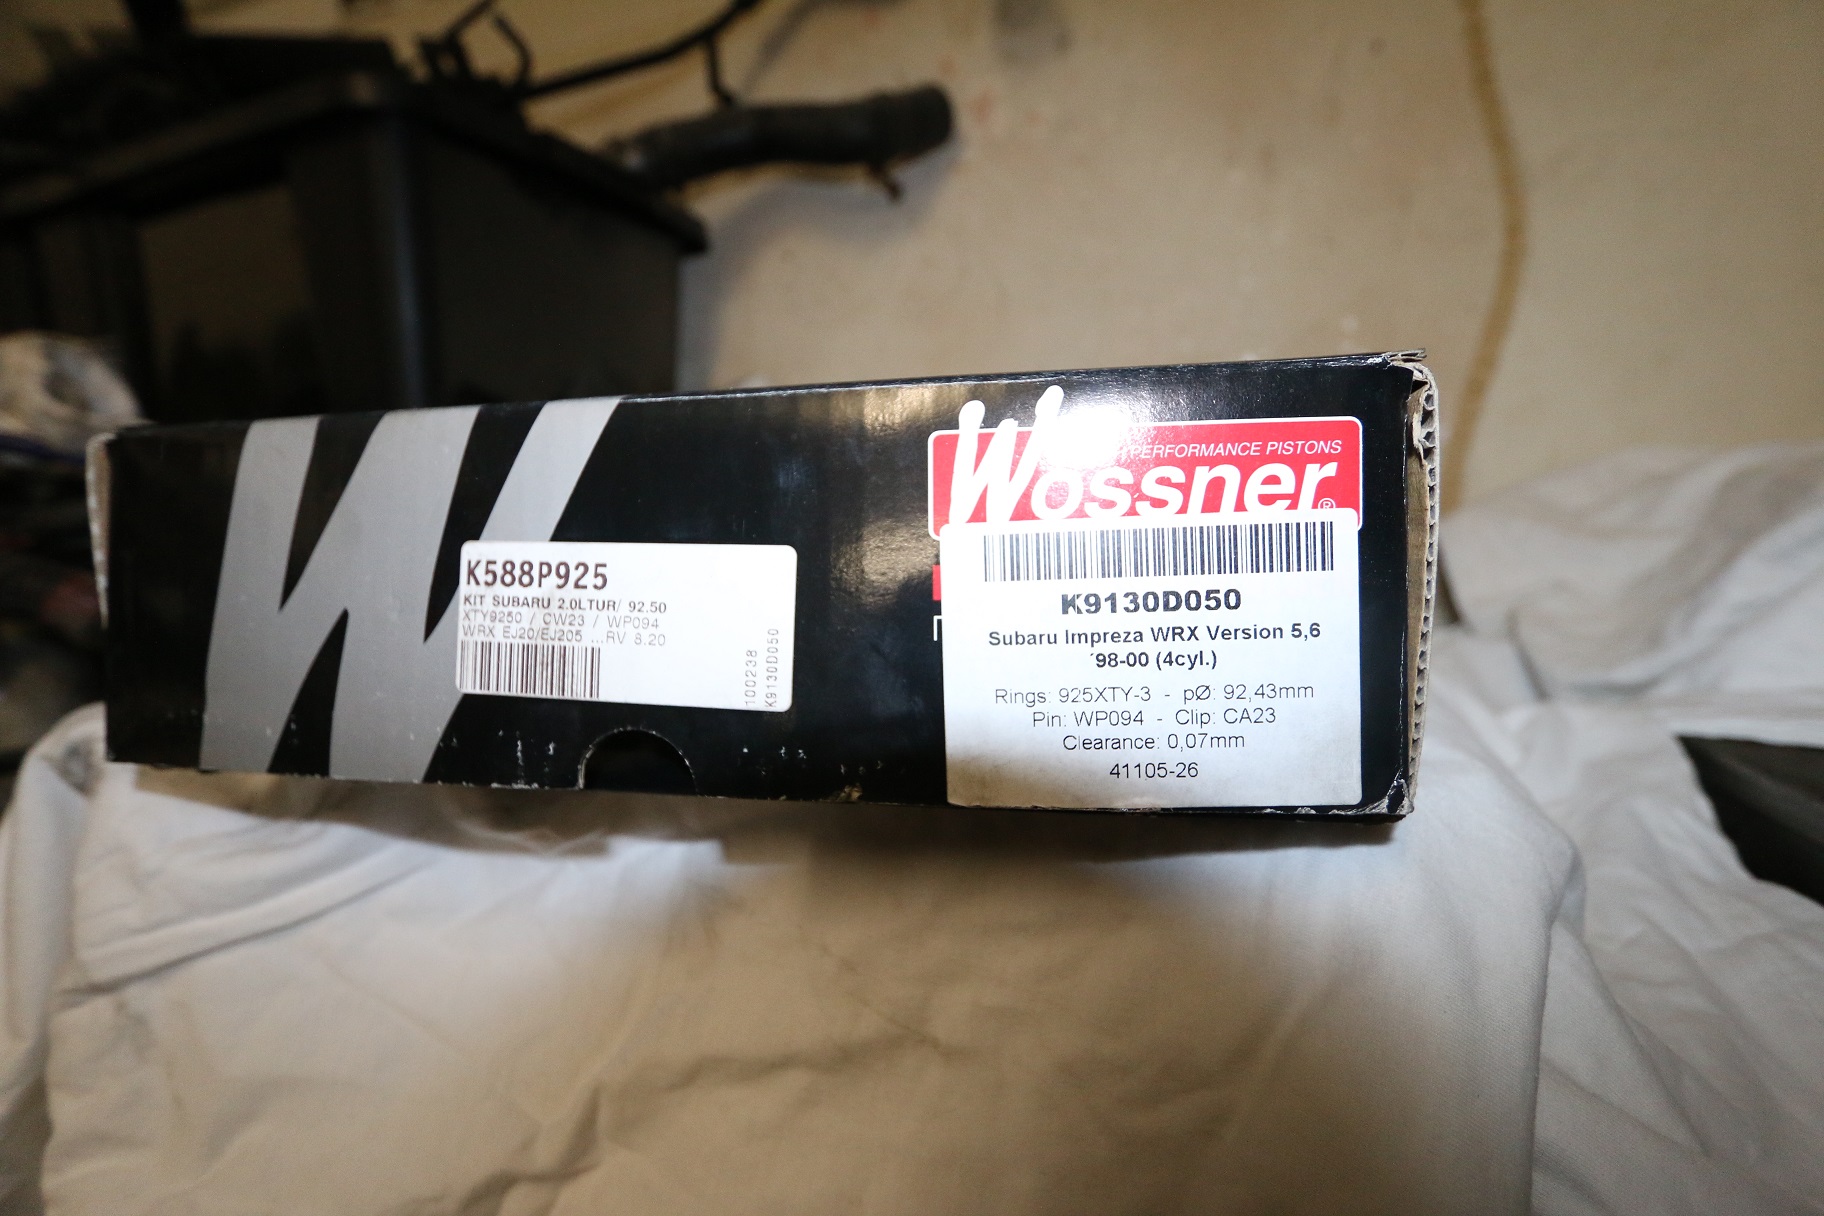 PERFORMANCE PISTONS
Wossner®
K588P925
KIT SUBARU 2.0LTUR/ 92.50
XTY9250 / CW23 / WP094
WRX EJ20/EJ205 ...RV 8.20
100238
K9130D050
K9130D050
Subaru Impreza WRX Version 5,6
´98-00 (4cyl.)
Rings: 925XTY-3 - pØ: 92,43mm
Pin: WP094 - Clip: CA23
Clearance: 0,07mm
41105-26